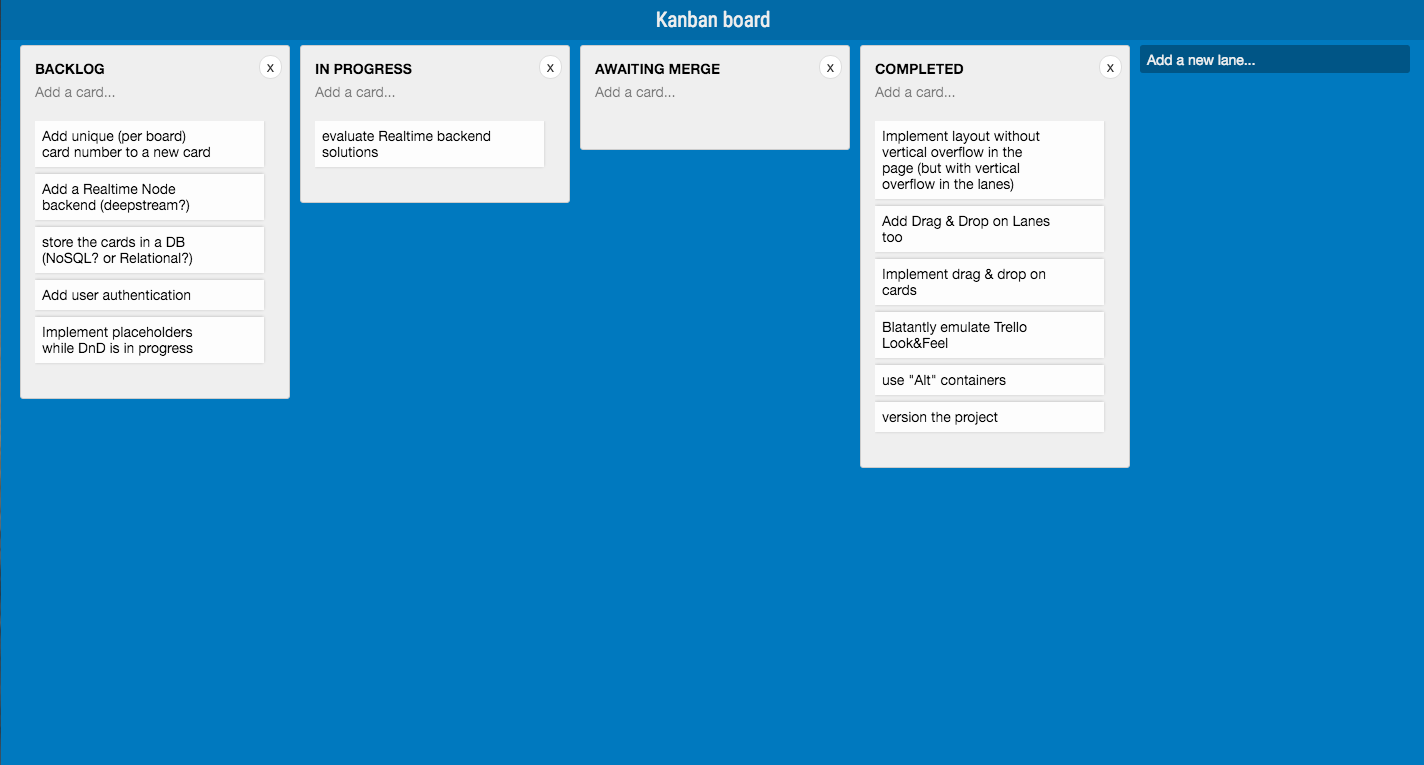 Kanban board
BACKLOG
x
Add a card...
Add unique (per board)
card number to a new card
Add a Realtime Node
backend (deepstream?)
store the cards in a DB
(NoSQL? or Relational?)
Add user authentication
Implement placeholders
while DnD is in progress
IN PROGRESS
x
Add a card...
evaluate Realtime backend
solutions
AWAITING MERGE
x
Add a card...
COMPLETED
x
Add a card...
Implement layout without
vertical overflow in the
page (but with vertical
overflow in the lanes)
Add Drag & Drop on Lanes
too
Implement drag & drop on
cards
Blatantly emulate Trello
Look&Feel
use "Alt" containers
version the project
Add a new lane...